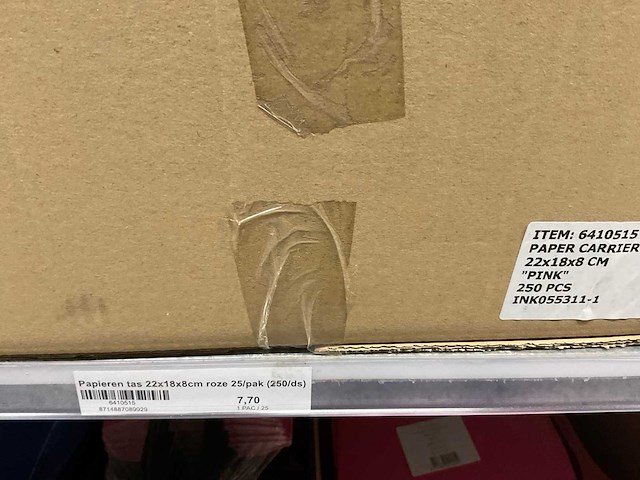 ITEM: 6410515
PAPER CARRIER
22x18x8 CM
"PINK"
250 PCS
INK055311-1
Papieren tas 22x18x8cm roze 25/pak (250/ds)
6410515
8714887089929
7,70
1 PAC / 25